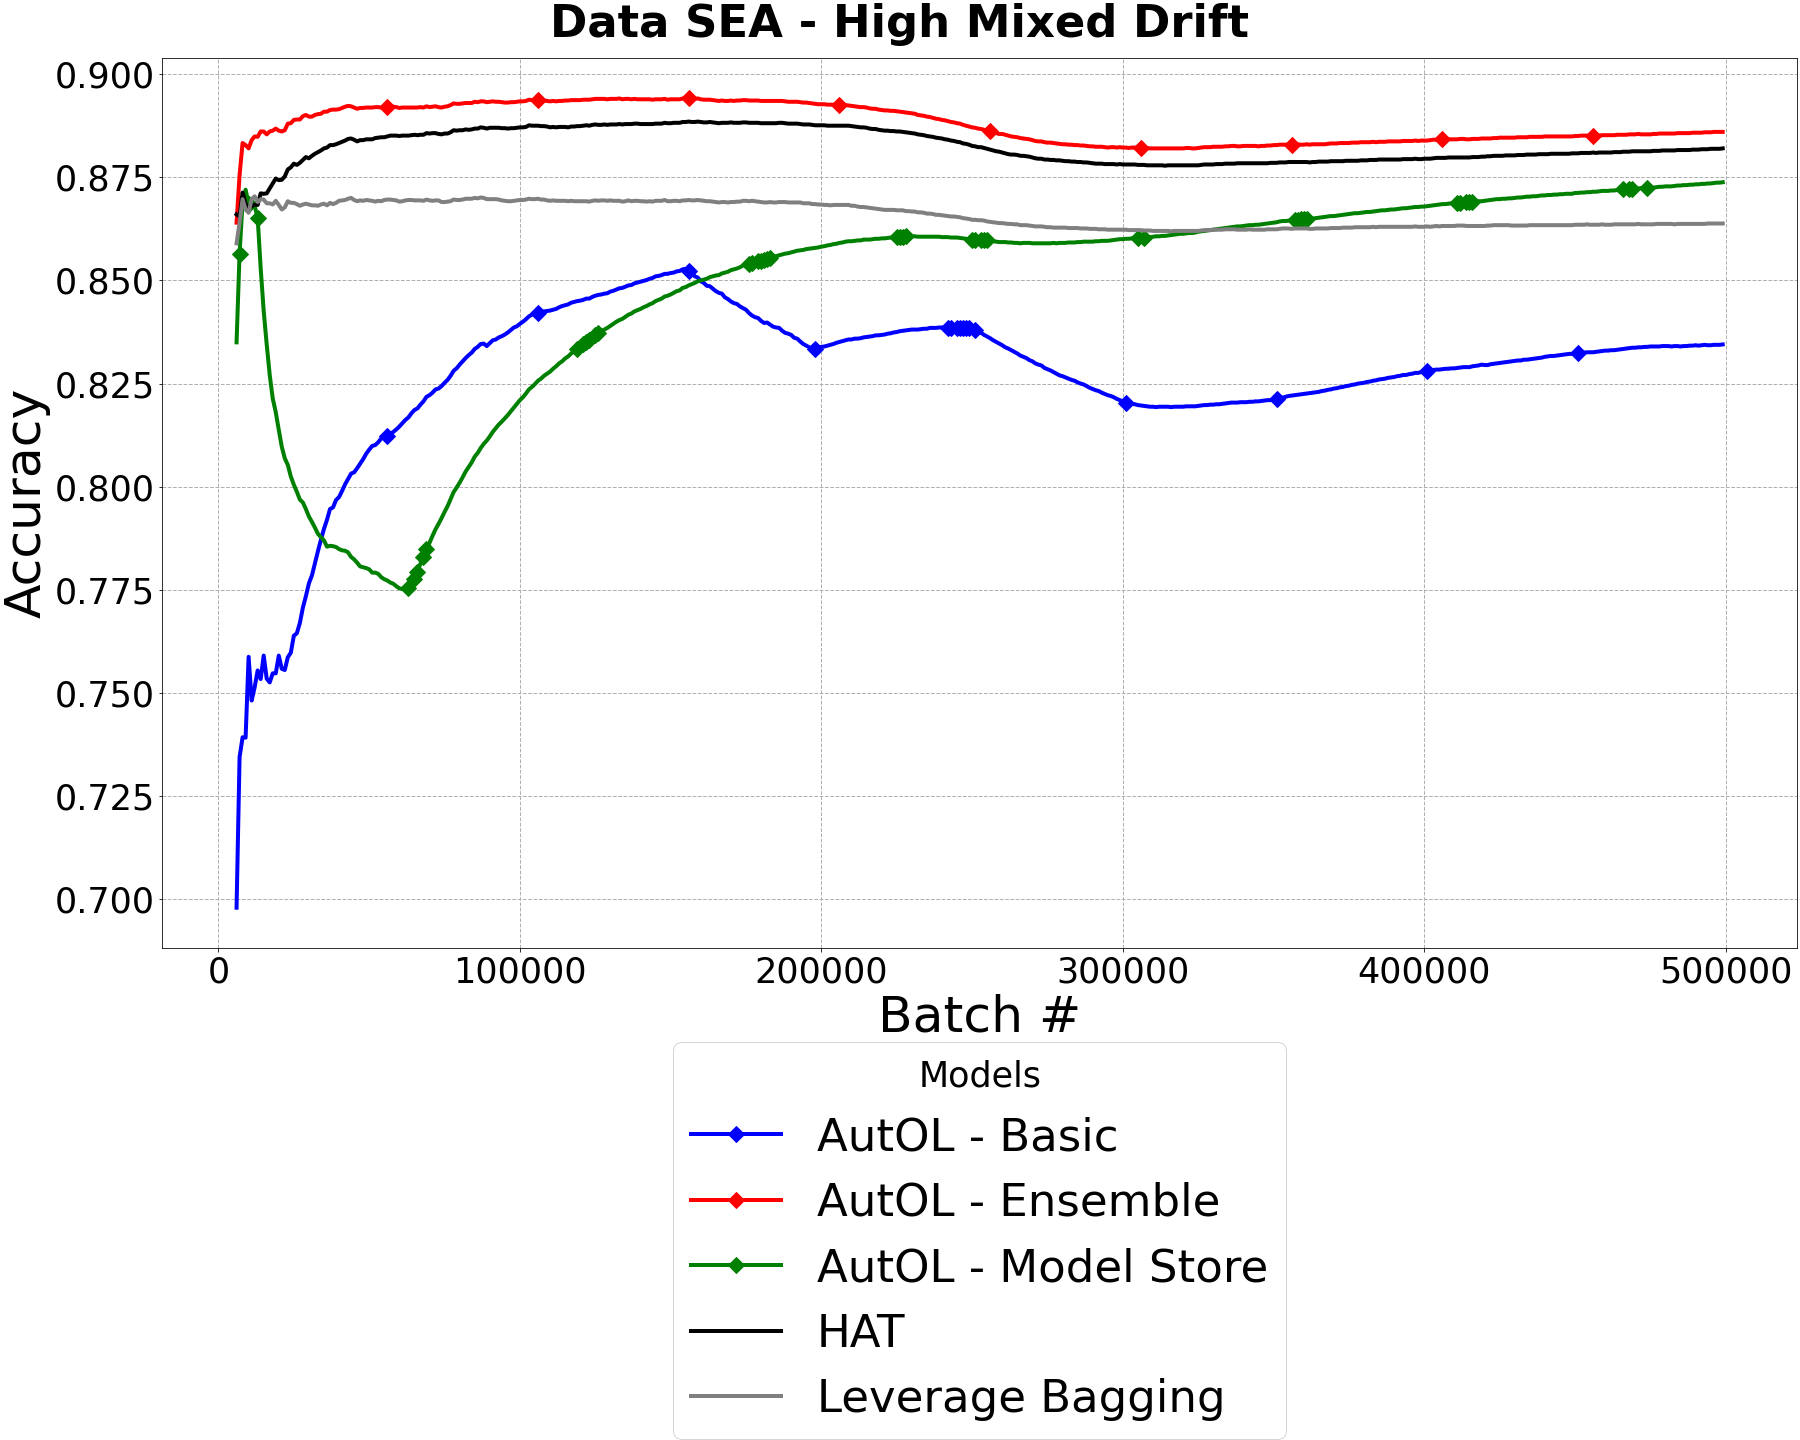 Data SEA - High Mixed Drift
Accuracy
0.900
0.875
0.850
0.825
0.800
0.775
0.750
0.725
0.700
0 100000 200000 300000 400000 500000
Batch #
Models
AutOL - Basic
AutOL - Ensemble
AutOL - Model Store
HAT
Leverage Bagging